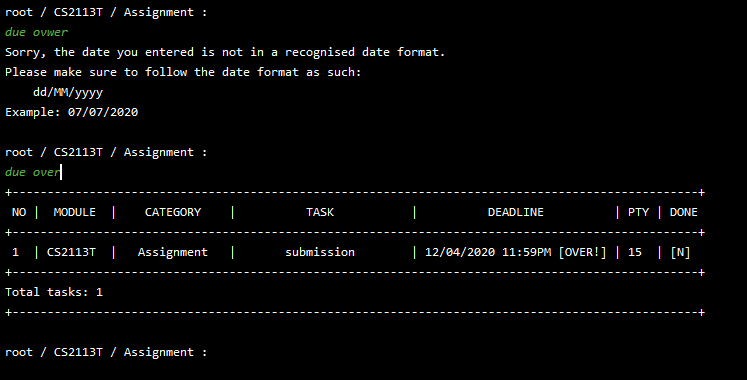 root / CS2113T / Assignment :
due ovwer
Sorry, the date you entered is not in a recognised date format.
Please make sure to follow the date format as such:
    dd/MM/yyyy
Example: 07/07/2020
root / CS2113T / Assignment :
due over
+---------------------------------------------------------------------------------------------------+
 NO |  MODULE  |    CATEGORY    |          TASK           |          DEADLINE          | PTY | DONE
+---------------------------------------------------------------------------------------------------+
 1  | CS2113T  |   Assignment   |       submission        | 12/04/2020 11:59PM [OVER!] | 15  | [N]
+---------------------------------------------------------------------------------------------------+
Total tasks: 1
+---------------------------------------------------------------------------------------------------+
root / CS2113T / Assignment :